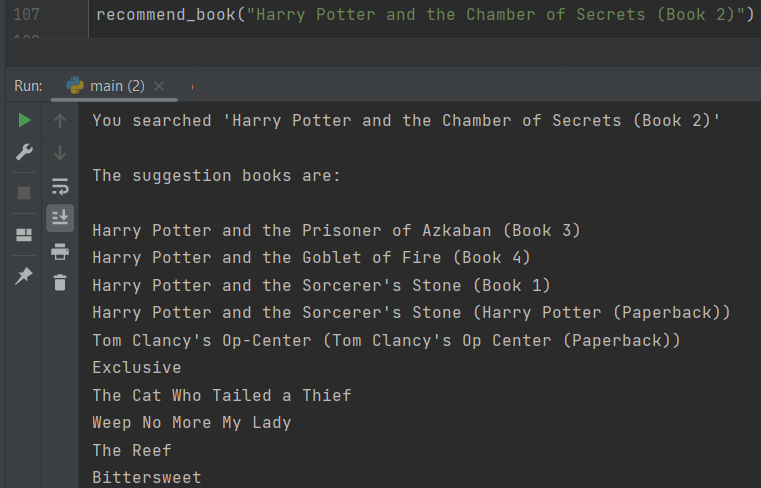 107 recommend_book("Harry Potter and the Chamber of Secrets (Book 2)")
Run: main (2)
You searched 'Harry Potter and the Chamber of Secrets (Book 2)'
The suggestion books are:
Harry Potter and the Prisoner of Azkaban (Book 3)
Harry Potter and the Goblet of Fire (Book 4)
Harry Potter and the Sorcerer's Stone (Book 1)
Harry Potter and the Sorcerer's Stone (Harry Potter (Paperback))
Tom Clancy's Op-Center (Tom Clancy's Op Center (Paperback))
Exclusive
The Cat Who Tailed a Thief
Weep No More My Lady
The Reef
Bittersweet